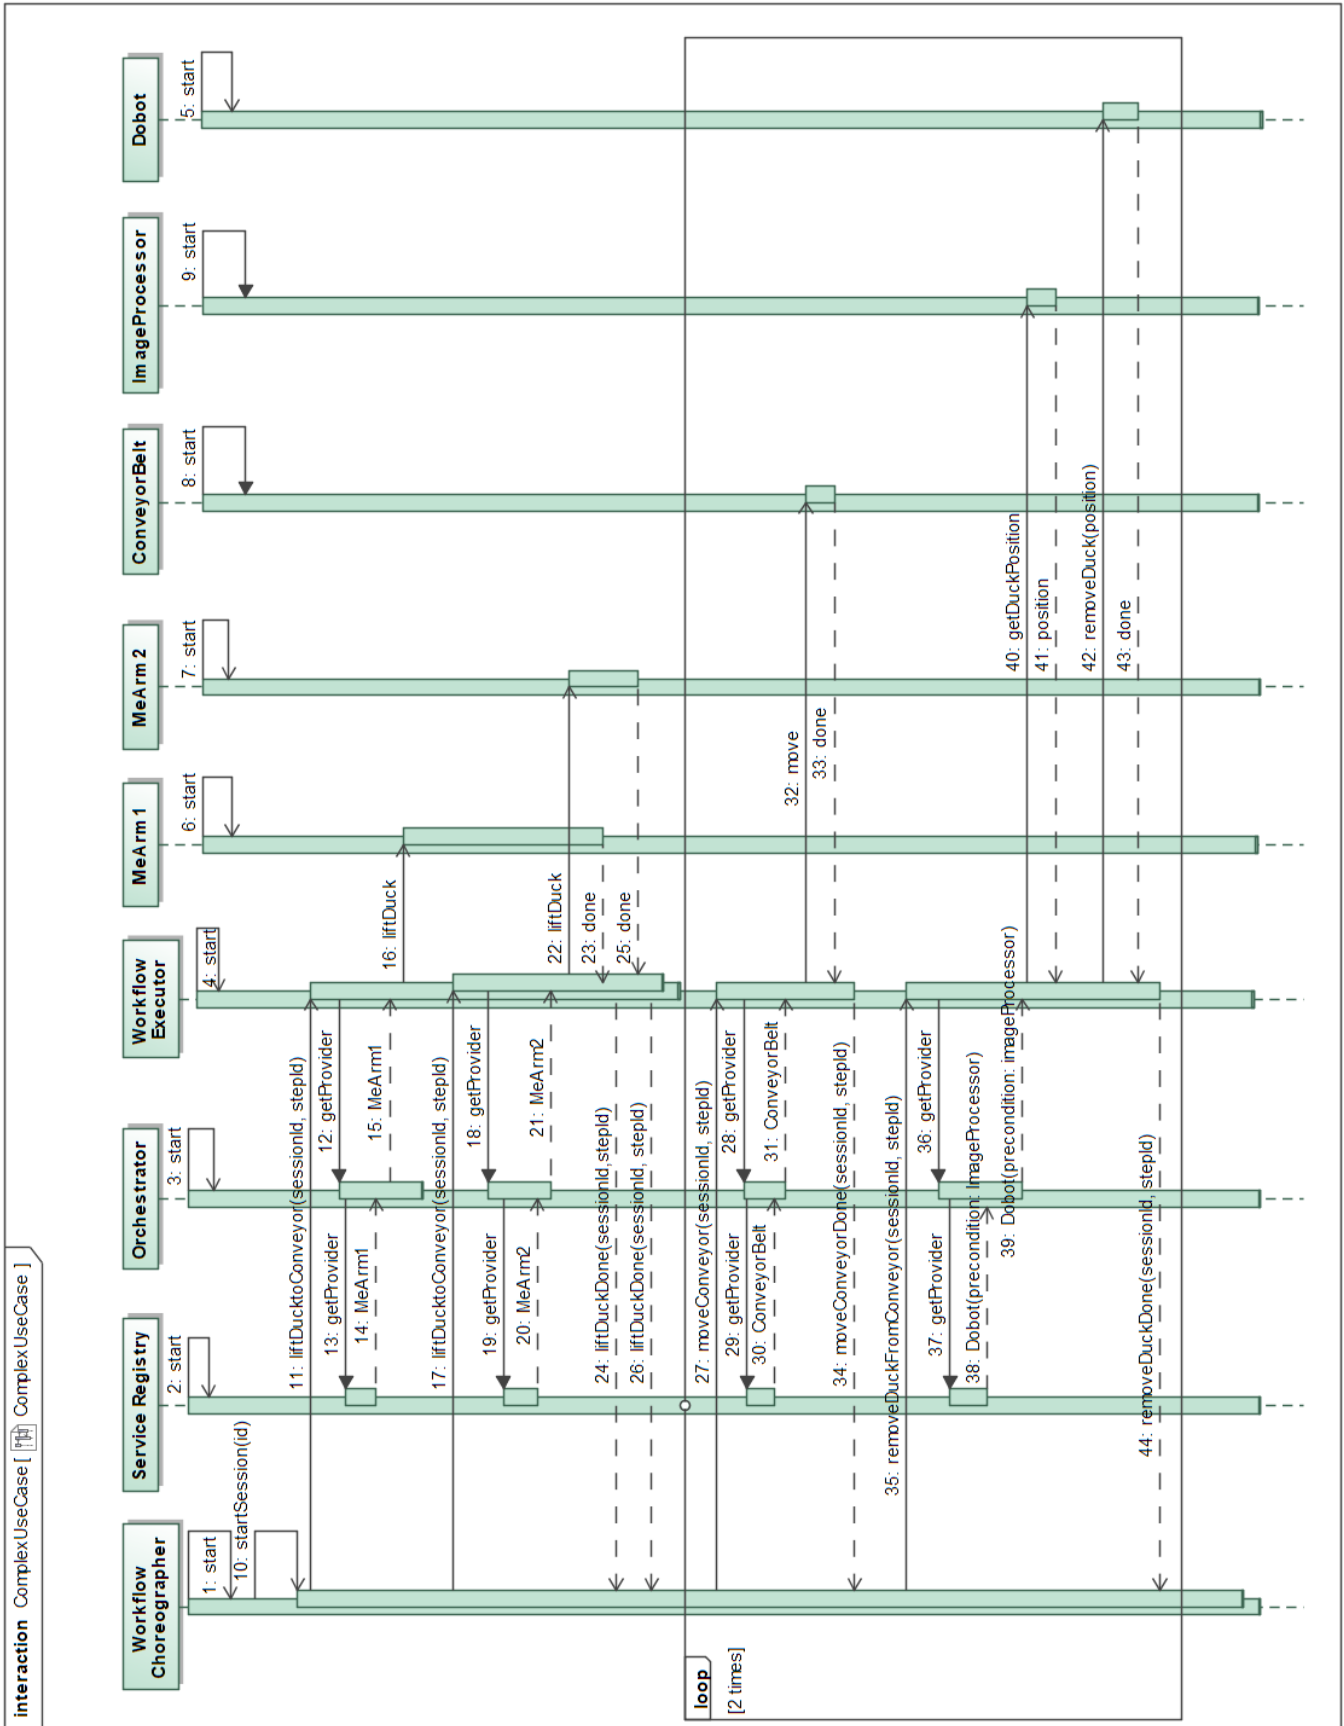 interaction ComplexUseCase [ ComplexUseCase ]
Workflow
Choreographer
Service Registry
Orchestrator
Workflow
Executor
MeArm 1
MeArm 2
ConveyorBelt
ImageProcessor
Dobot
1: start
2: start
3: start
4: start
5: start
6: start
7: start
8: start
9: start
10: startSession(id)
11: liftDucktoConveyor(sessionId, stepId)
12: getProvider
13: getProvider
14: MeArm1
15: MeArm1
16: liftDuck
17: liftDucktoConveyor(sessionId, stepId)
18: getProvider
19: getProvider
20: MeArm2
21: MeArm2
22: liftDuck
23: done
24: liftDuckDone(sessionId,stepId)
25: done
26: liftDuckDone(sessionId, stepId)
loop
[2 times]
27: moveConveyor(sessionId, stepId)
28: getProvider
29: getProvider
30: ConveyorBelt
31: ConveyorBelt
32: move
33: done
34: moveConveyorDone(sessionId, stepId)
35: removeDuckFromConveyor(sessionId, stepId)
36: getProvider
37: getProvider
38: Dobot(precondition: ImageProcessor)
39: Dobot(precondition: imageProcessor)
40: getDuckPosition
41: position
42: removeDuck(position)
43: done
44: removeDuckDone(sessionId, stepId)